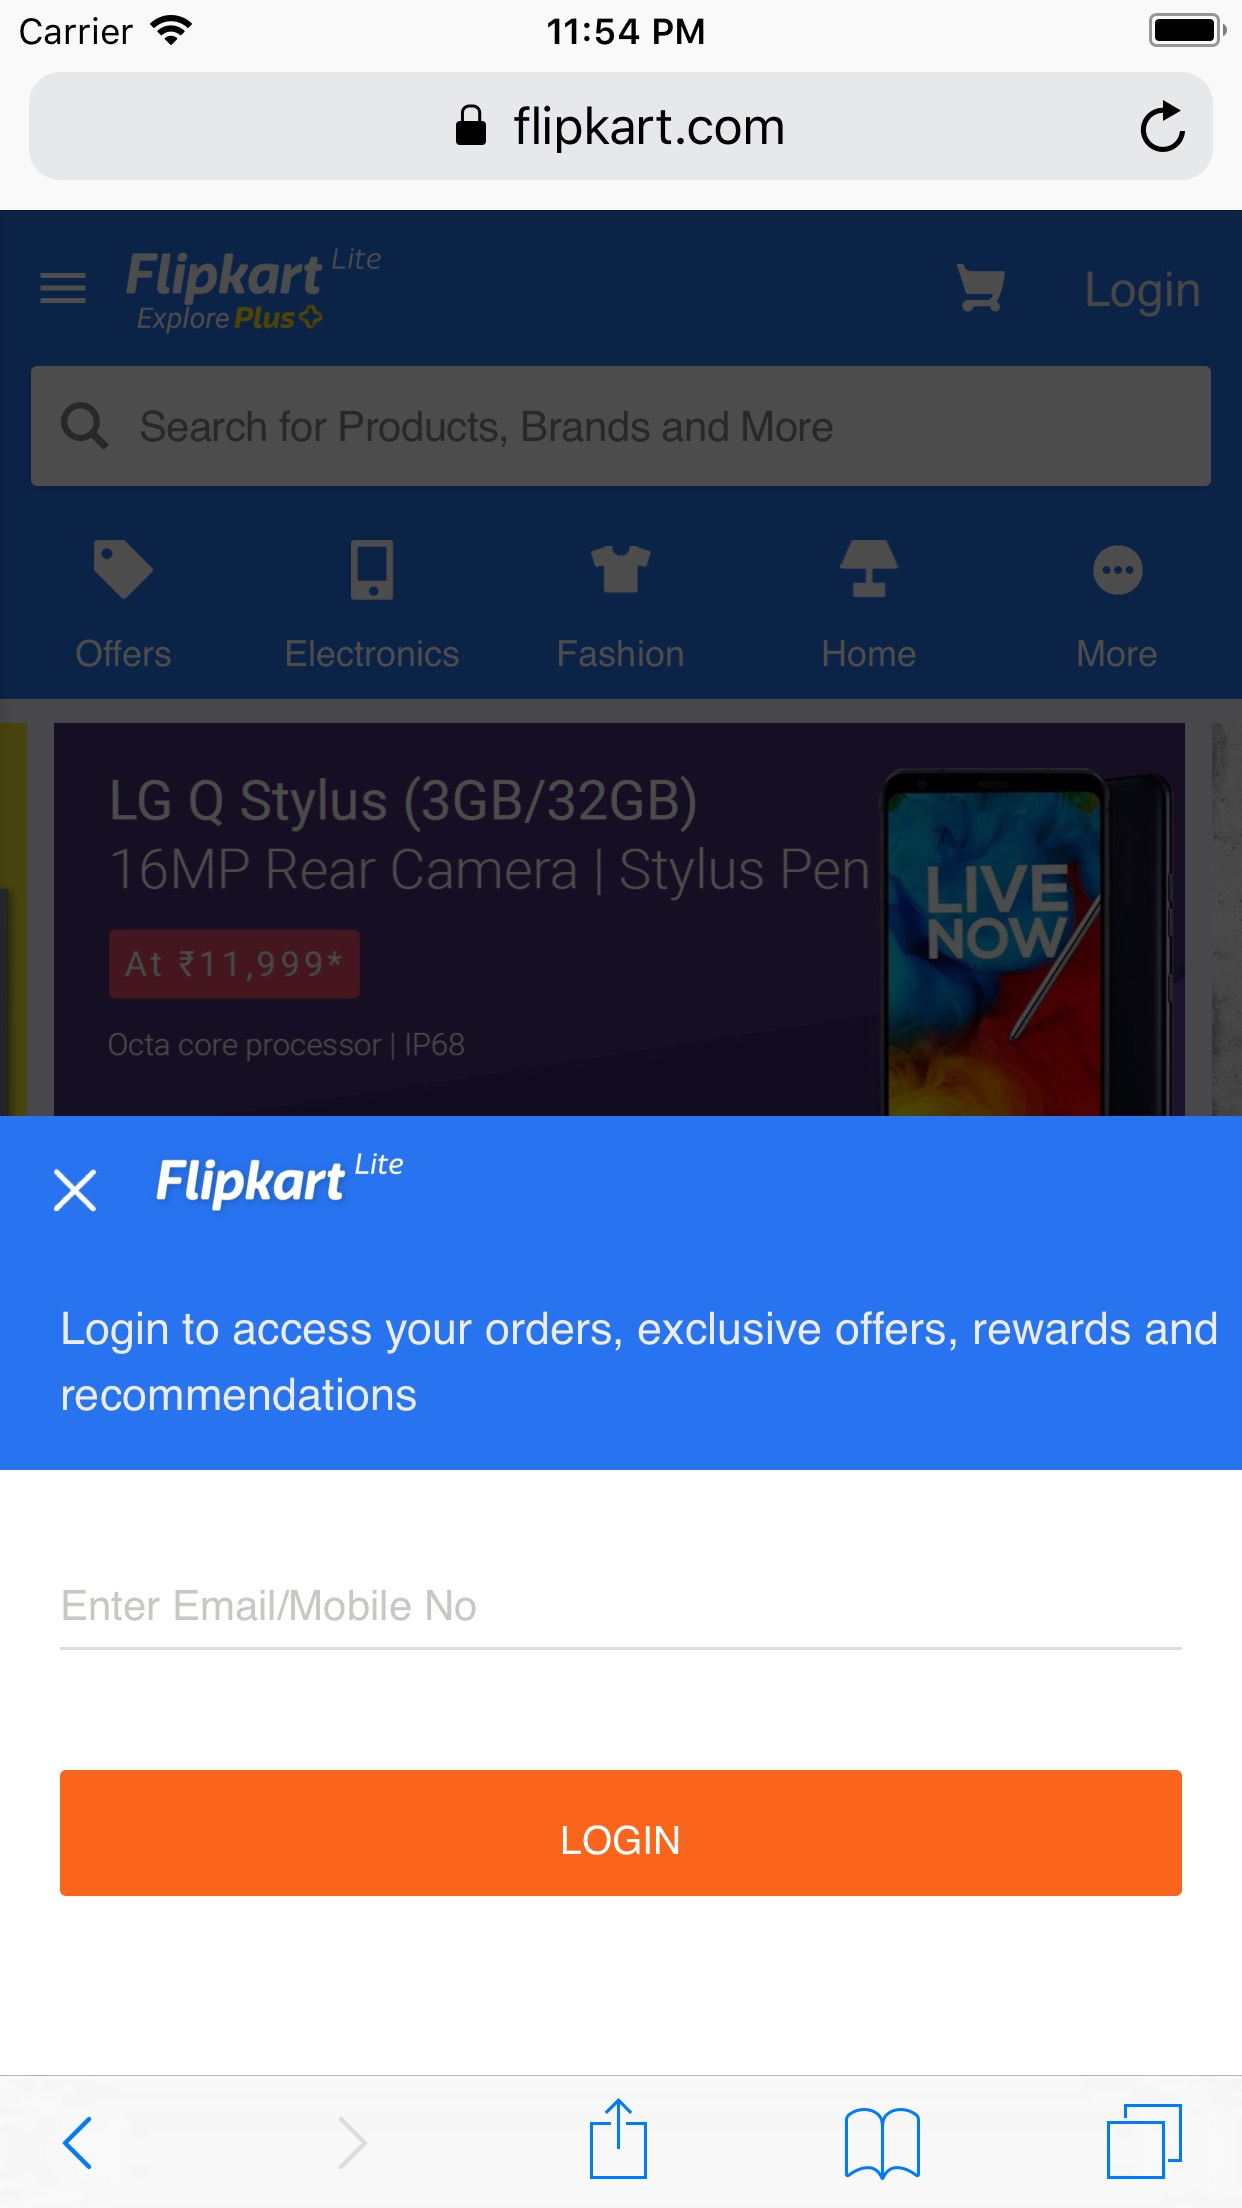 Carrier 11:54 PM
flipkart.com
Flipkart Lite
Explore Plus
Login
Search for Products, Brands and More
Offers Electronics Fashion Home More
LG Q Stylus (3GB/32GB)
16MP Rear Camera | Stylus Pen
At ₹11,999*
Octa core processor | IP68
LIVE
NOW
Flipkart Lite
Login to access your orders, exclusive offers, rewards and
recommendations
Enter Email/Mobile No
LOGIN